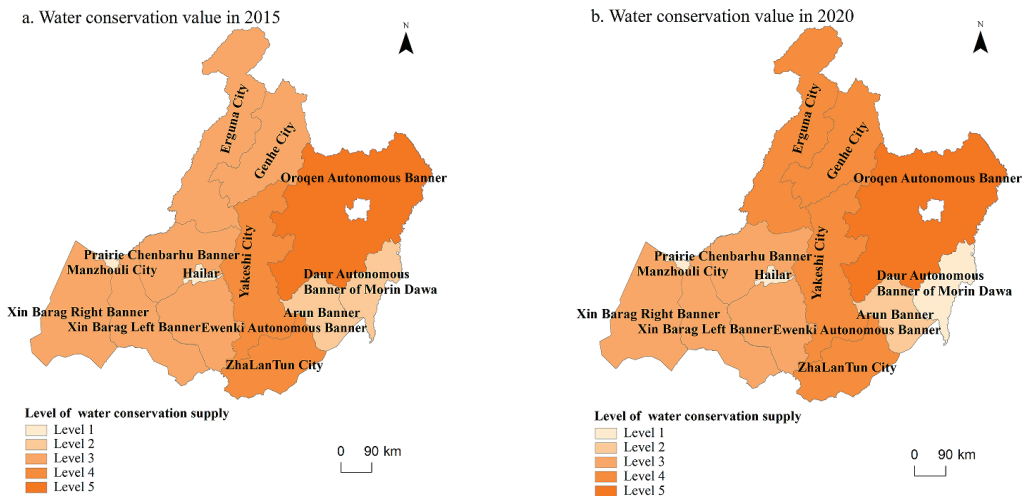 a. Water conservation value in 2015
N
Erguna City
Genhe City
Oroqen Autonomous Banner
Yakeshi City
Prairie Chenbarhu Banner
Manzhouli City
Hailar
Daur Autonomous
Banner of Morin Dawa
Xin Barag Right Banner
Arun Banner
Xin Barag Left Banner
Ewenki Autonomous Banner
ZhaLanTun City
Level of water conservation supply
Level 1
Level 2
Level 3
Level 4
Level 5
0 90 km
b. Water conservation value in 2020
N
Erguna City
Genhe City
Oroqen Autonomous Banner
Yakeshi City
Prairie Chenbarhu Banner
Manzhouli City
Hailar
Daur Autonomous
Banner of Morin Dawa
Xin Barag Right Banner
Arun Banner
Xin Barag Left Banner
Ewenki Autonomous Banner
ZhaLanTun City
Level of water conservation supply
Level 1
Level 2
Level 3
Level 4
Level 5
0 90 km